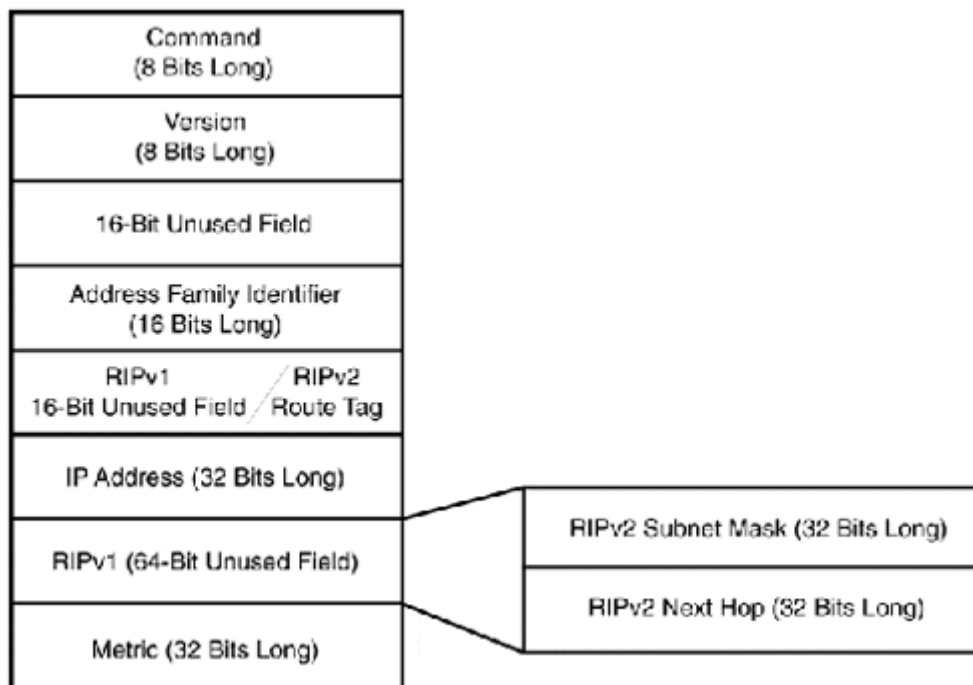 Command
(8 Bits Long)
Version
(8 Bits Long)
16-Bit Unused Field
Address Family Identifier
(16 Bits Long)
RIPv1 / RIPv2
16-Bit Unused Field / Route Tag
IP Address (32 Bits Long)
RIPv1 (64-Bit Unused Field)
Metric (32 Bits Long)
RIPv2 Subnet Mask (32 Bits Long)
RIPv2 Next Hop (32 Bits Long)